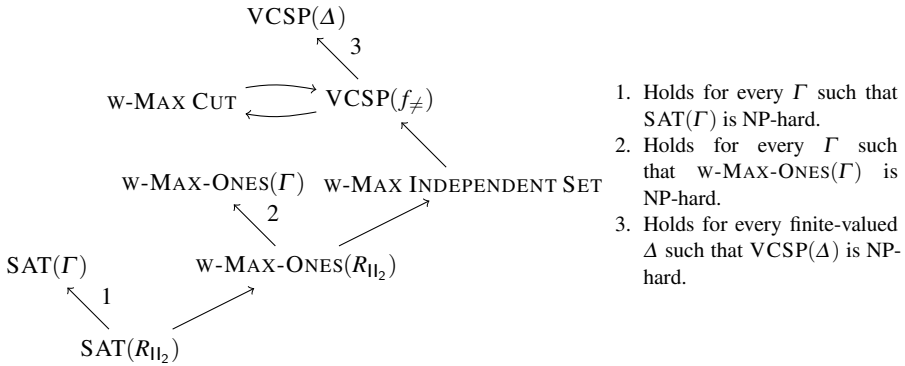 VCSP(Δ)
3
W-MAX CUT
VCSP(f≠)
W-MAX-ONES(Γ)
W-MAX INDEPENDENT SET
2
SAT(Γ)
W-MAX-ONES(R_{II_2})
1
SAT(R_{II_2})
1. Holds for every Γ such that
SAT(Γ) is NP-hard.
2. Holds for every Γ such
that W-MAX-ONES(Γ) is
NP-hard.
3. Holds for every finite-valued
Δ such that VCSP(Δ) is NP-
hard.